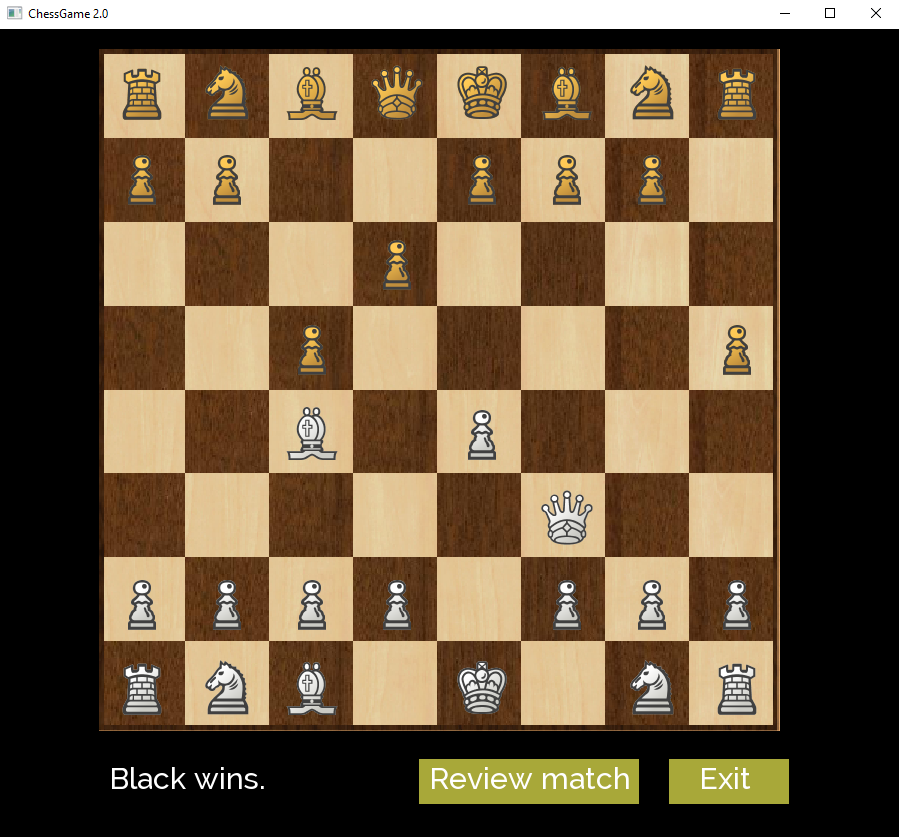 ChessGame 2.0
Black wins.
Review match
Exit